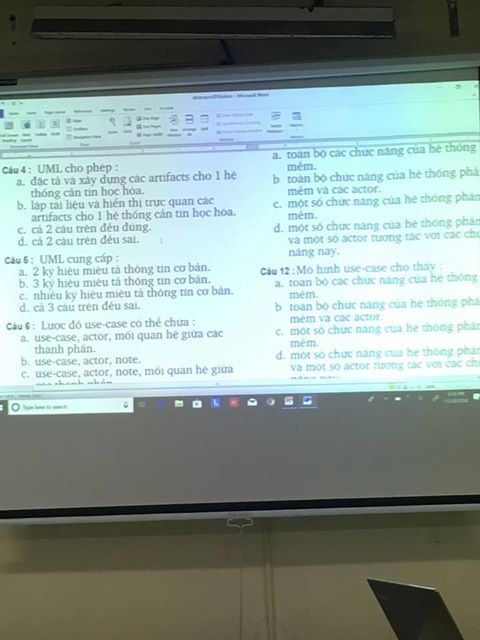 Microsoft Word
Câu 4 : UML cho phép :
a. đặc tả và xây dựng các artifacts cho 1 hệ
thống cần tin học hóa.
b. lập tài liệu và hiển thị trực quan các
artifacts cho 1 hệ thống cần tin học hóa.
c. cả 2 câu trên đều đúng.
d. cả 2 câu trên đều sai.
Câu 5 : UML cung cấp :
a. 2 ký hiệu miêu tả thông tin cơ bản.
b. 3 ký hiệu miêu tả thông tin cơ bản.
c. nhiều ký hiệu miêu tả thông tin cơ bản.
d. cả 3 câu trên đều sai.
Câu 6 : Lược đồ use-case có thể chứa :
a. use-case, actor, mối quan hệ giữa các
thành phần.
b. use-case, actor, note.
c. use-case, actor, note, mối quan hệ giữa
các thành phần
a. toàn bộ các chức năng của hệ thống
mềm.
b toàn bộ chức năng của hệ thống phầ
mềm và các actor.
c. một số chức năng của hệ thống phần
mềm.
d. một số chức năng của hệ thống phần
và một số actor tương tác với các chứ
năng này.
Câu 12 : Mô hình use-case cho thấy :
a. toàn bộ các chức năng của hệ thống
mềm.
b toàn bộ chức năng của hệ thống phầ
mềm và các actor.
c. một số chức năng của hệ thống phần
mềm.
d. một số chức năng của hệ thống phần
và một số actor tương tác với các chứ
Type here to search